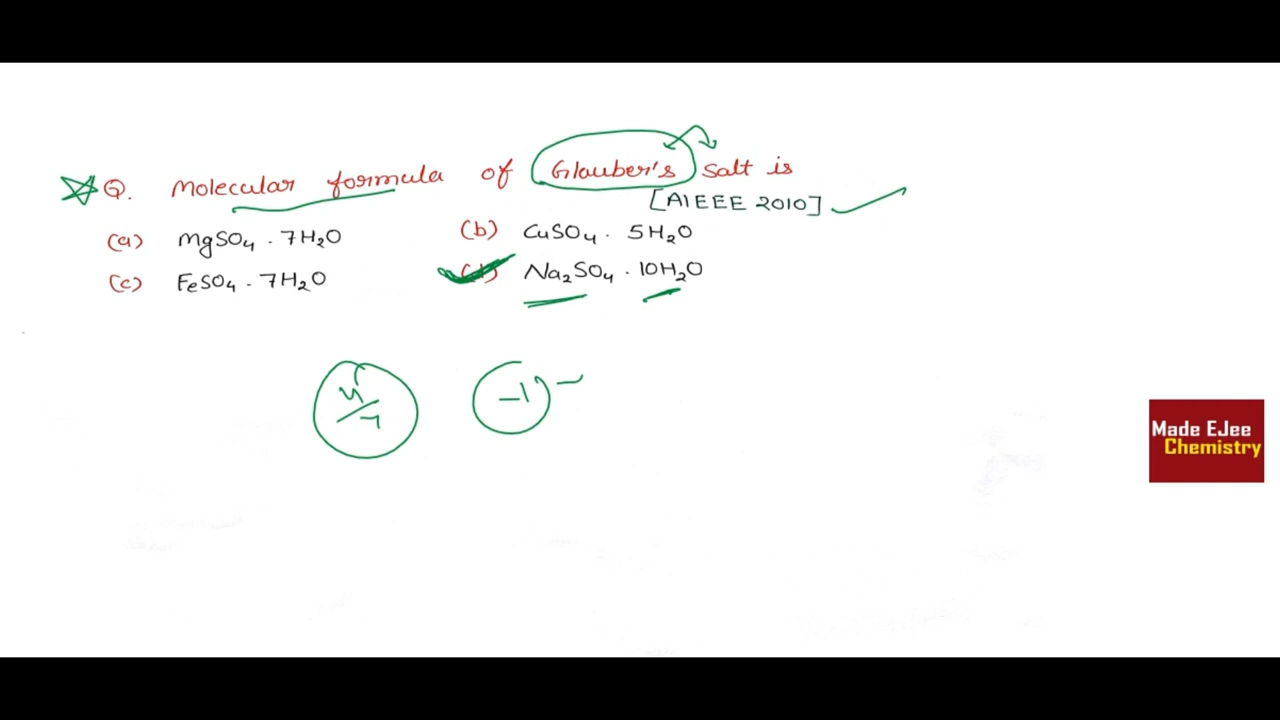 Q. Molecular formula of Glauber's salt is
[AIEEE 2010]
(a) MgSO₄ . 7H₂O (b) CuSO₄ . 5H₂O
(c) FeSO₄ . 7H₂O (d) Na₂SO₄ . 10H₂O
-1
Made EJee
Chemistry